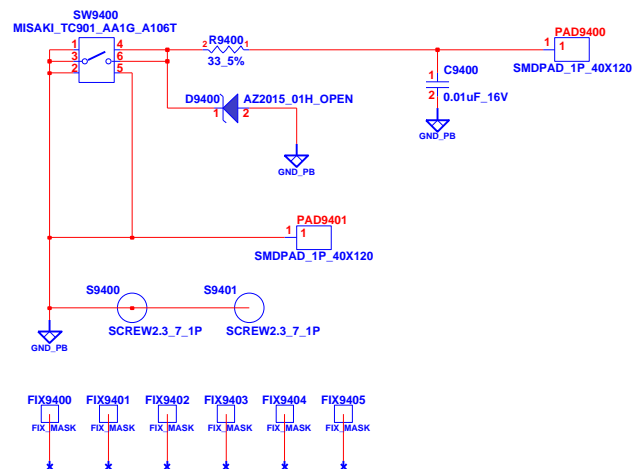 SW9400
MISAKI_TC901_AA1G_A106T
1 4
3 6
2 5
2 R9400 1
33_5%
D9400 AZ2015_01H_OPEN
1 2
GND_PB
PAD9400
1 1
SMDPAD_1P_40X120
C9400
1
2 0.01uF_16V
GND_PB
PAD9401
1 1
SMDPAD_1P_40X120
S9400 S9401
SCREW2.3_7_1P SCREW2.3_7_1P
GND_PB
FIX9400 FIX9401 FIX9402 FIX9403 FIX9404 FIX9405
FIX_MASK FIX_MASK FIX_MASK FIX_MASK FIX_MASK FIX_MASK